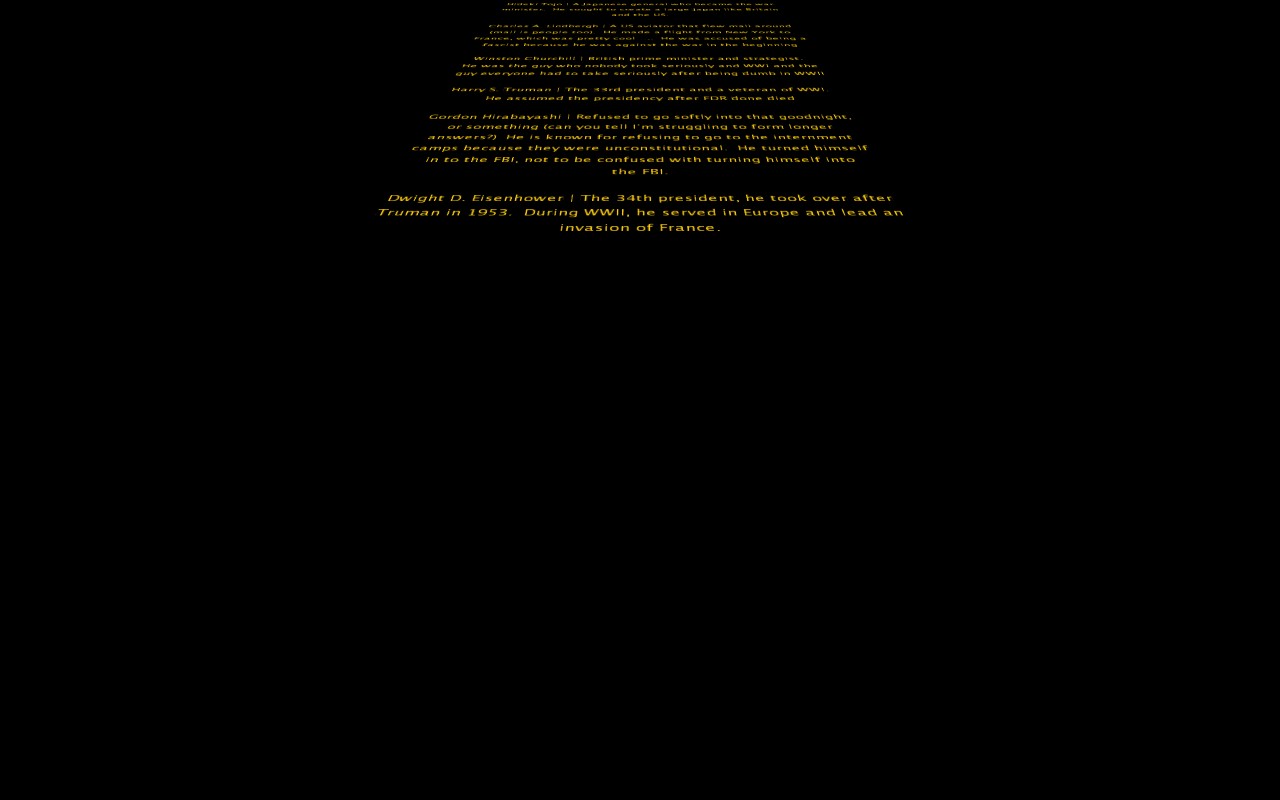 Hideki Tojo | A Japanese general who became the war
minister.  He sought to create a large Japan like Britain
and the US.
Charles A. Lindbergh | A US aviator that flew mail around
(mail is people too).  He made a flight from New York to
France, which was pretty cool ... He was accused of being a
fascist because he was against the war in the beginning
Winston Churchill | British prime minister and strategist.
He was the guy who nobody took seriously and WWI and the
guy everyone had to take seriously after being dumb in WWII
Harry S. Truman | The 33rd president and a veteran of WWI.
He assumed the presidency after FDR done died
Gordon Hirabayashi | Refused to go softly into that goodnight,
or something (can you tell I'm struggling to form longer
answers?)  He is known for refusing to go to the internment
camps because they were unconstitutional.  He turned himself
in to the FBI, not to be confused with turning himself into
the FBI.
Dwight D. Eisenhower | The 34th president, he took over after
Truman in 1953.  During WWII, he served in Europe and lead an
invasion of France.